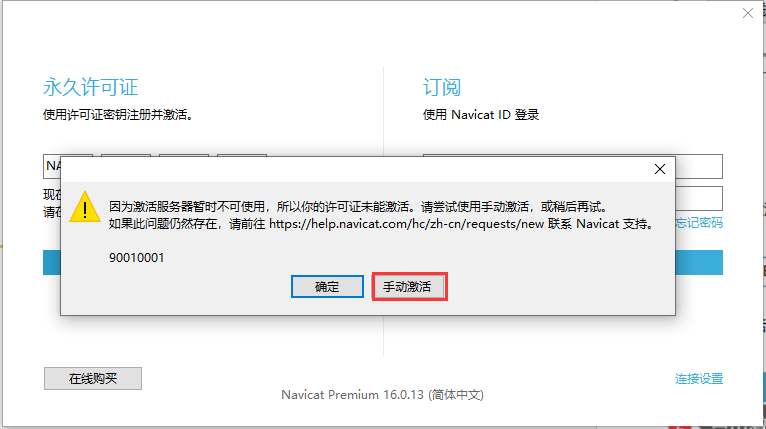 永久许可证
使用许可证密钥注册并激活。
订阅
使用 Navicat ID 登录
NA
现在
请在
忘记密码
因为激活服务器暂时不可使用，所以你的许可证未能激活。请尝试使用手动激活，或稍后再试。
如果此问题仍然存在，请前往 https://help.navicat.com/hc/zh-cn/requests/new 联系 Navicat 支持。
90010001
确定
手动激活
在线购买
连接设置
Navicat Premium 16.0.13 (简体中文)